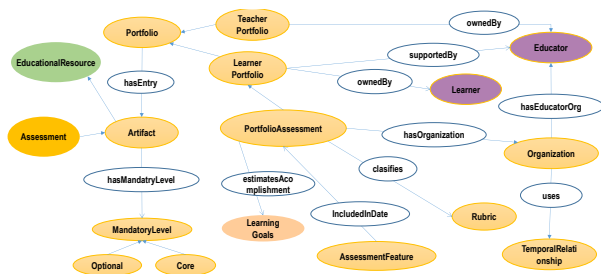 Teacher
Portfolio
ownedBy
Portfolio
Educator
supportedBy
EducationalResource
Learner
Portfolio
hasEntry
ownedBy
Learner
hasEducatorOrg
Assessment
Artifact
PortfolioAssessment
hasOrganization
Organization
hasMandatryLevel
estimatesAco
mplishment
clasifies
uses
IncludedInDate
Rubric
MandatoryLevel
Learning
Goals
Optional
Core
AssessmentFeature
TemporalRelati
onship